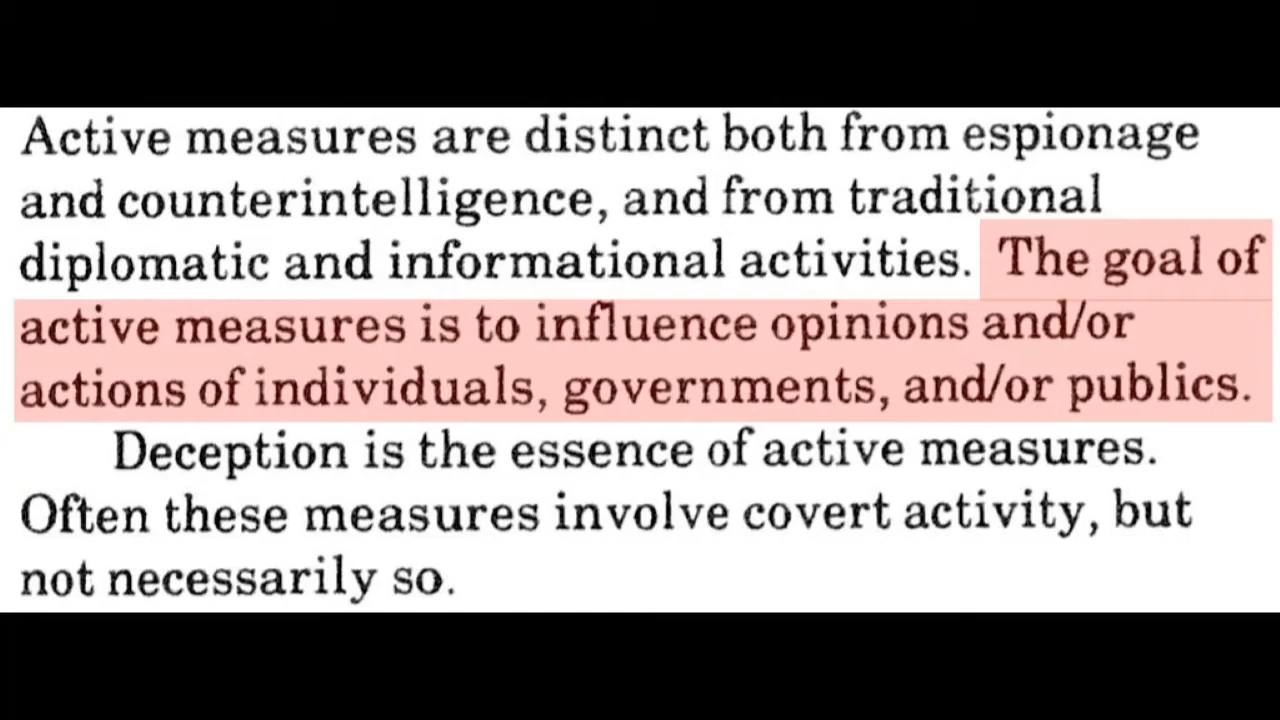 Active measures are distinct both from espionage
and counterintelligence, and from traditional
diplomatic and informational activities. The goal of
active measures is to influence opinions and/or
actions of individuals, governments, and/or publics.
Deception is the essence of active measures.
Often these measures involve covert activity, but
not necessarily so.